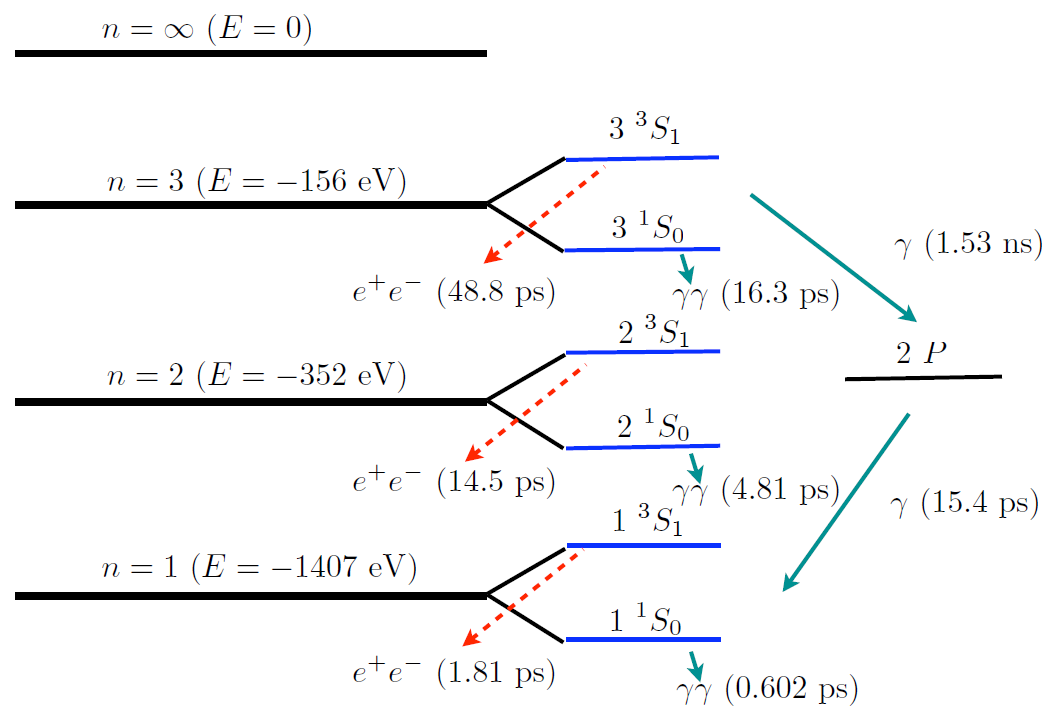 n = ∞ (E = 0)
3 ³S₁
n = 3 (E = −156 eV)
3 ¹S₀
γ (1.53 ns)
e⁺e⁻ (48.8 ps)
γγ (16.3 ps)
2 ³S₁
2 P
n = 2 (E = −352 eV)
2 ¹S₀
e⁺e⁻ (14.5 ps)
γγ (4.81 ps)
γ (15.4 ps)
1 ³S₁
n = 1 (E = −1407 eV)
1 ¹S₀
e⁺e⁻ (1.81 ps)
γγ (0.602 ps)